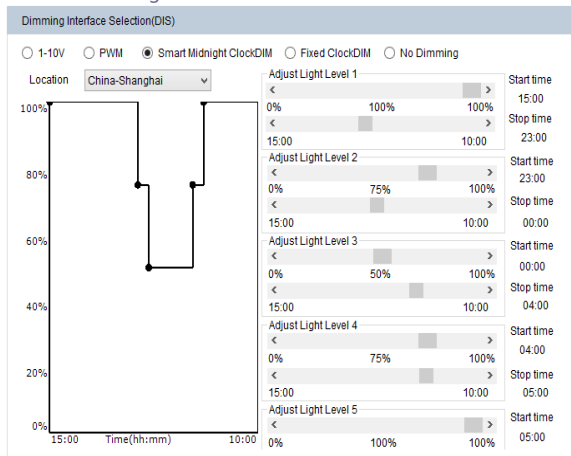 Dimming Interface Selection(DIS)
1-10V PWM Smart Midnight ClockDIM Fixed ClockDIM No Dimming
Location China-Shanghai
100%
80%
60%
40%
20%
0%
15:00 Time(hh:mm) 10:00
Adjust Light Level 1
0% 100% 100%
15:00 10:00
Start time
15:00
Stop time
23:00
Adjust Light Level 2
0% 75% 100%
15:00 10:00
Start time
23:00
Stop time
00:00
Adjust Light Level 3
0% 50% 100%
15:00 10:00
Start time
00:00
Stop time
04:00
Adjust Light Level 4
0% 75% 100%
15:00 10:00
Start time
04:00
Stop time
05:00
Adjust Light Level 5
0% 100% 100%
Start time
05:00